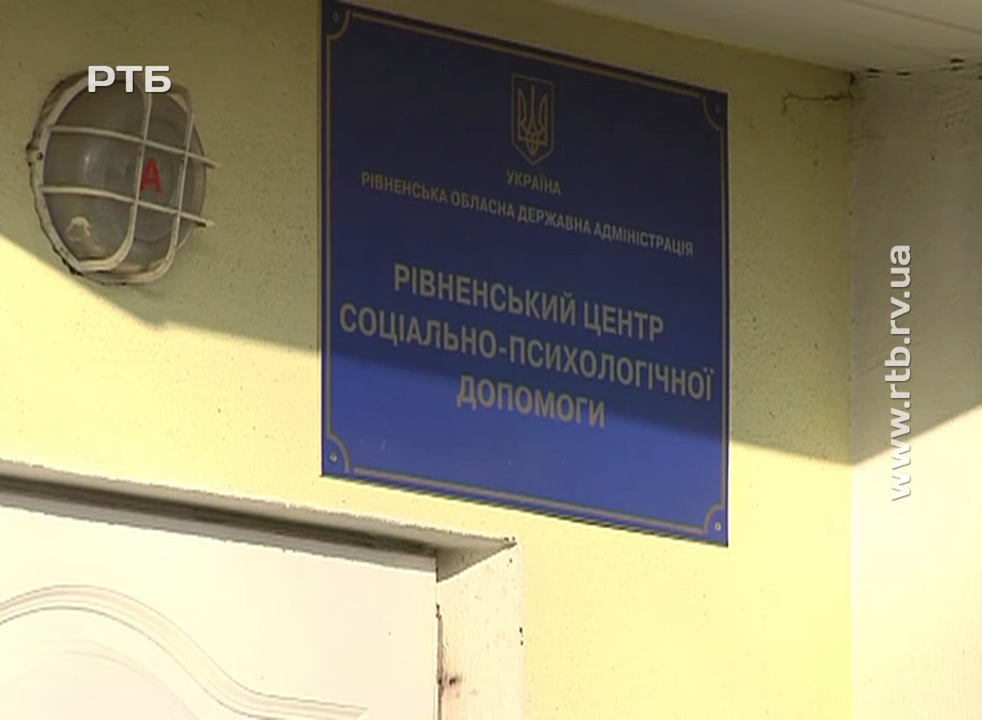 РТБ
А
УКРАЇНА
РІВНЕНСЬКА ОБЛАСНА ДЕРЖАВНА АДМІНІСТРАЦІЯ
РІВНЕНСЬКИЙ ЦЕНТР
СОЦІАЛЬНО-ПСИХОЛОГІЧНОЇ
ДОПОМОГИ
www.rtb.rv.ua